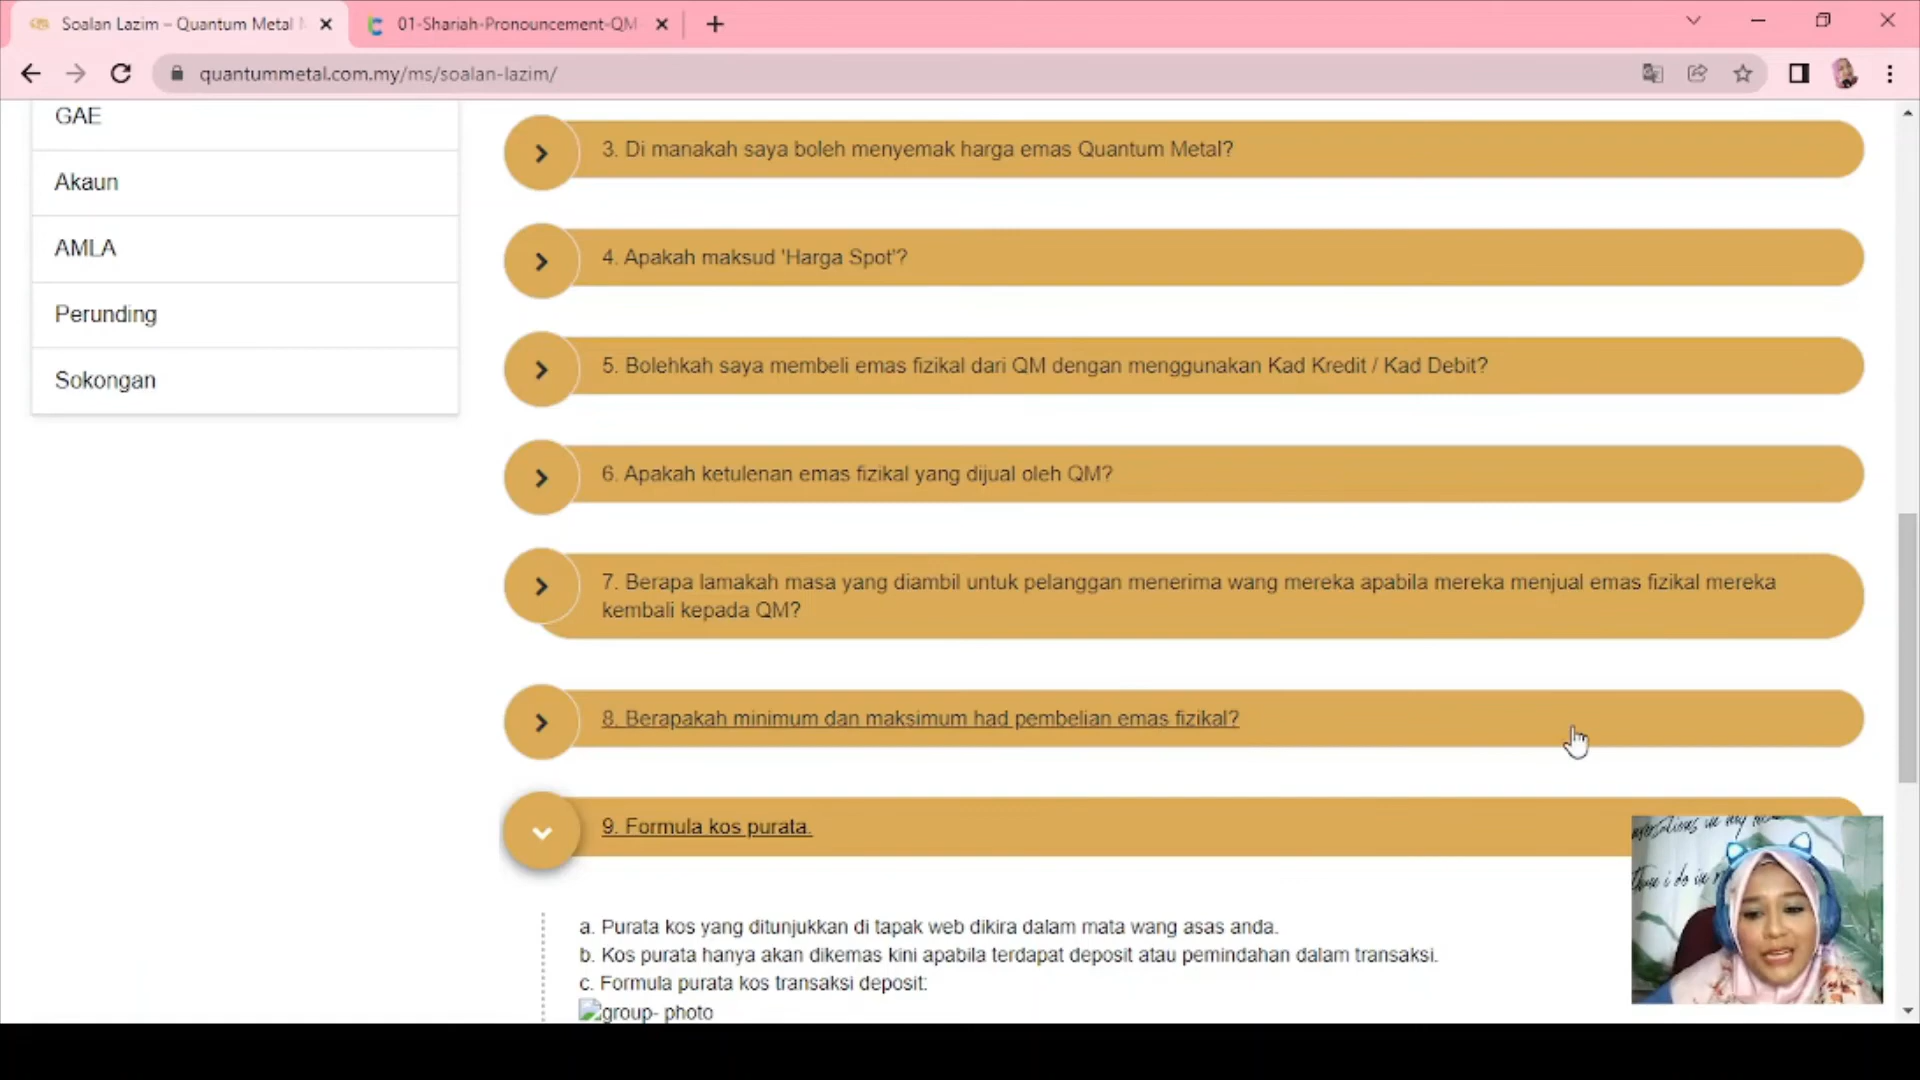 Soalan Lazim – Quantum Metal
01-Shariah-Pronouncement-QM
quantummetal.com.my/ms/soalan-lazim/
GAE
Akaun
AMLA
Perunding
Sokongan
3. Di manakah saya boleh menyemak harga emas Quantum Metal?
4. Apakah maksud 'Harga Spot'?
5. Bolehkah saya membeli emas fizikal dari QM dengan menggunakan Kad Kredit / Kad Debit?
6. Apakah ketulenan emas fizikal yang dijual oleh QM?
7. Berapa lamakah masa yang diambil untuk pelanggan menerima wang mereka apabila mereka menjual emas fizikal mereka
kembali kepada QM?
8. Berapakah minimum dan maksimum had pembelian emas fizikal?
9. Formula kos purata.
a. Purata kos yang ditunjukkan di tapak web dikira dalam mata wang asas anda.
b. Kos purata hanya akan dikemas kini apabila terdapat deposit atau pemindahan dalam transaksi.
c. Formula purata kos transaksi deposit:
group- photo